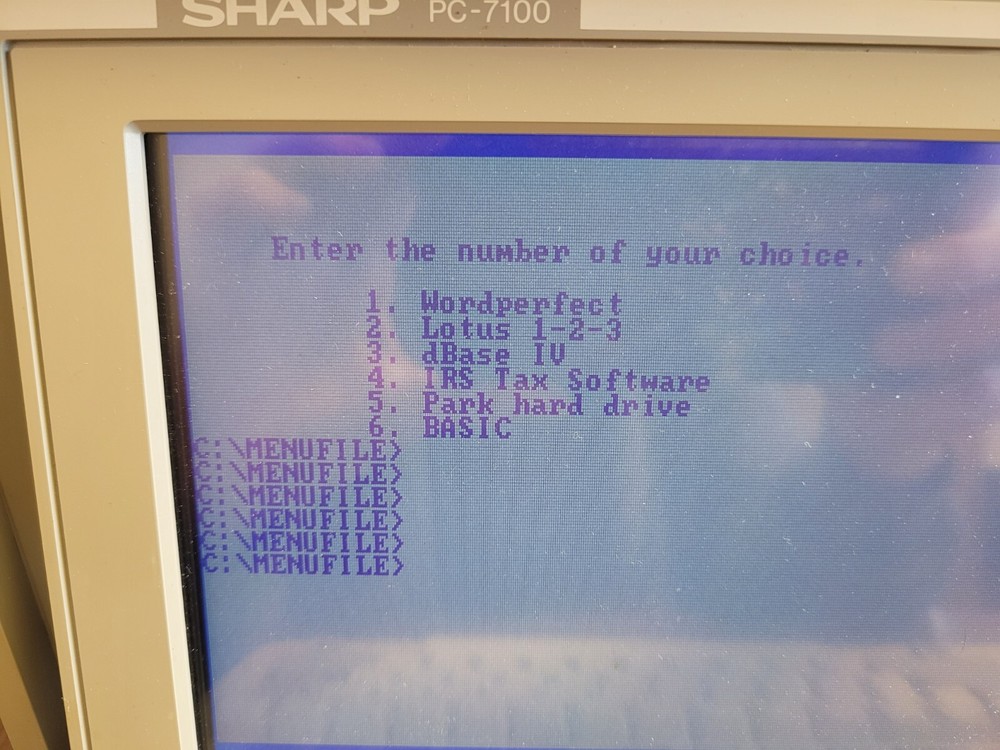 SHARP PC-7100
Enter the number of your choice.
1. Wordperfect
2. Lotus 1-2-3
3. dBase IV
4. IRS Tax Software
5. Park hard drive
6. BASIC
C:\MENUFILE>
C:\MENUFILE>
C:\MENUFILE>
C:\MENUFILE>
C:\MENUFILE>
C:\MENUFILE>